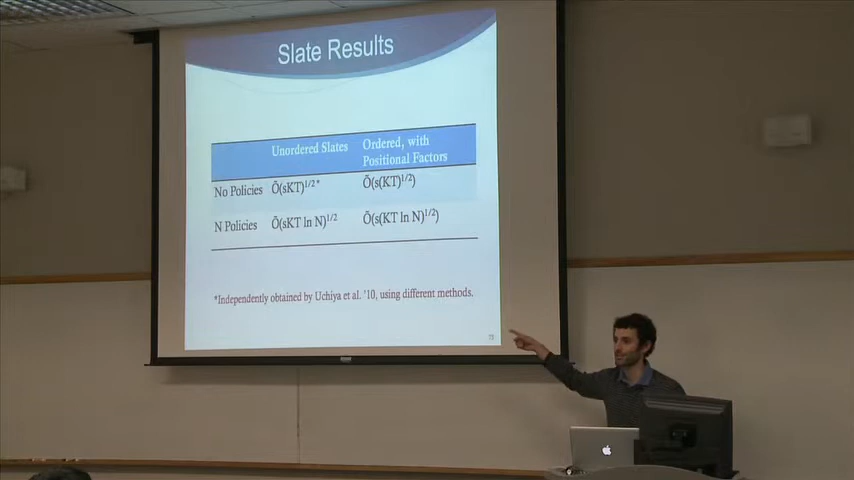 Slate Results
Unordered Slates
Ordered, with
Positional Factors
No Policies Õ(sKT)^1/2* Õ(s(KT)^1/2)
N Policies Õ(sKT ln N)^1/2 Õ(s(KT ln N)^1/2)
*Independently obtained by Uchiya et al. '10, using different methods.